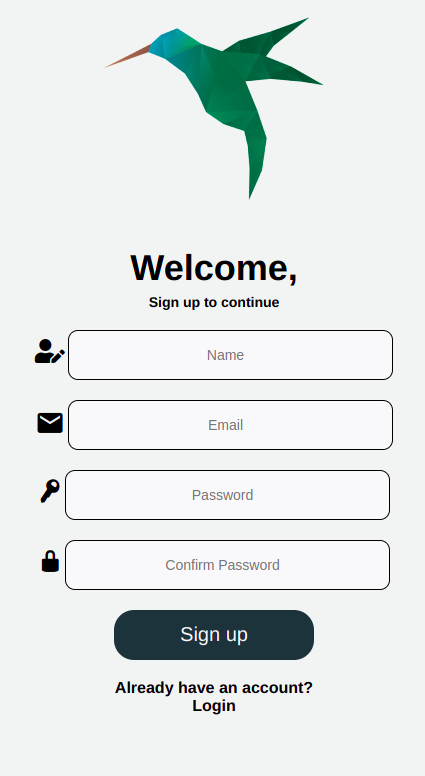 Welcome,
Sign up to continue
Name
Email
Password
Confirm Password
Sign up
Already have an account?
Login